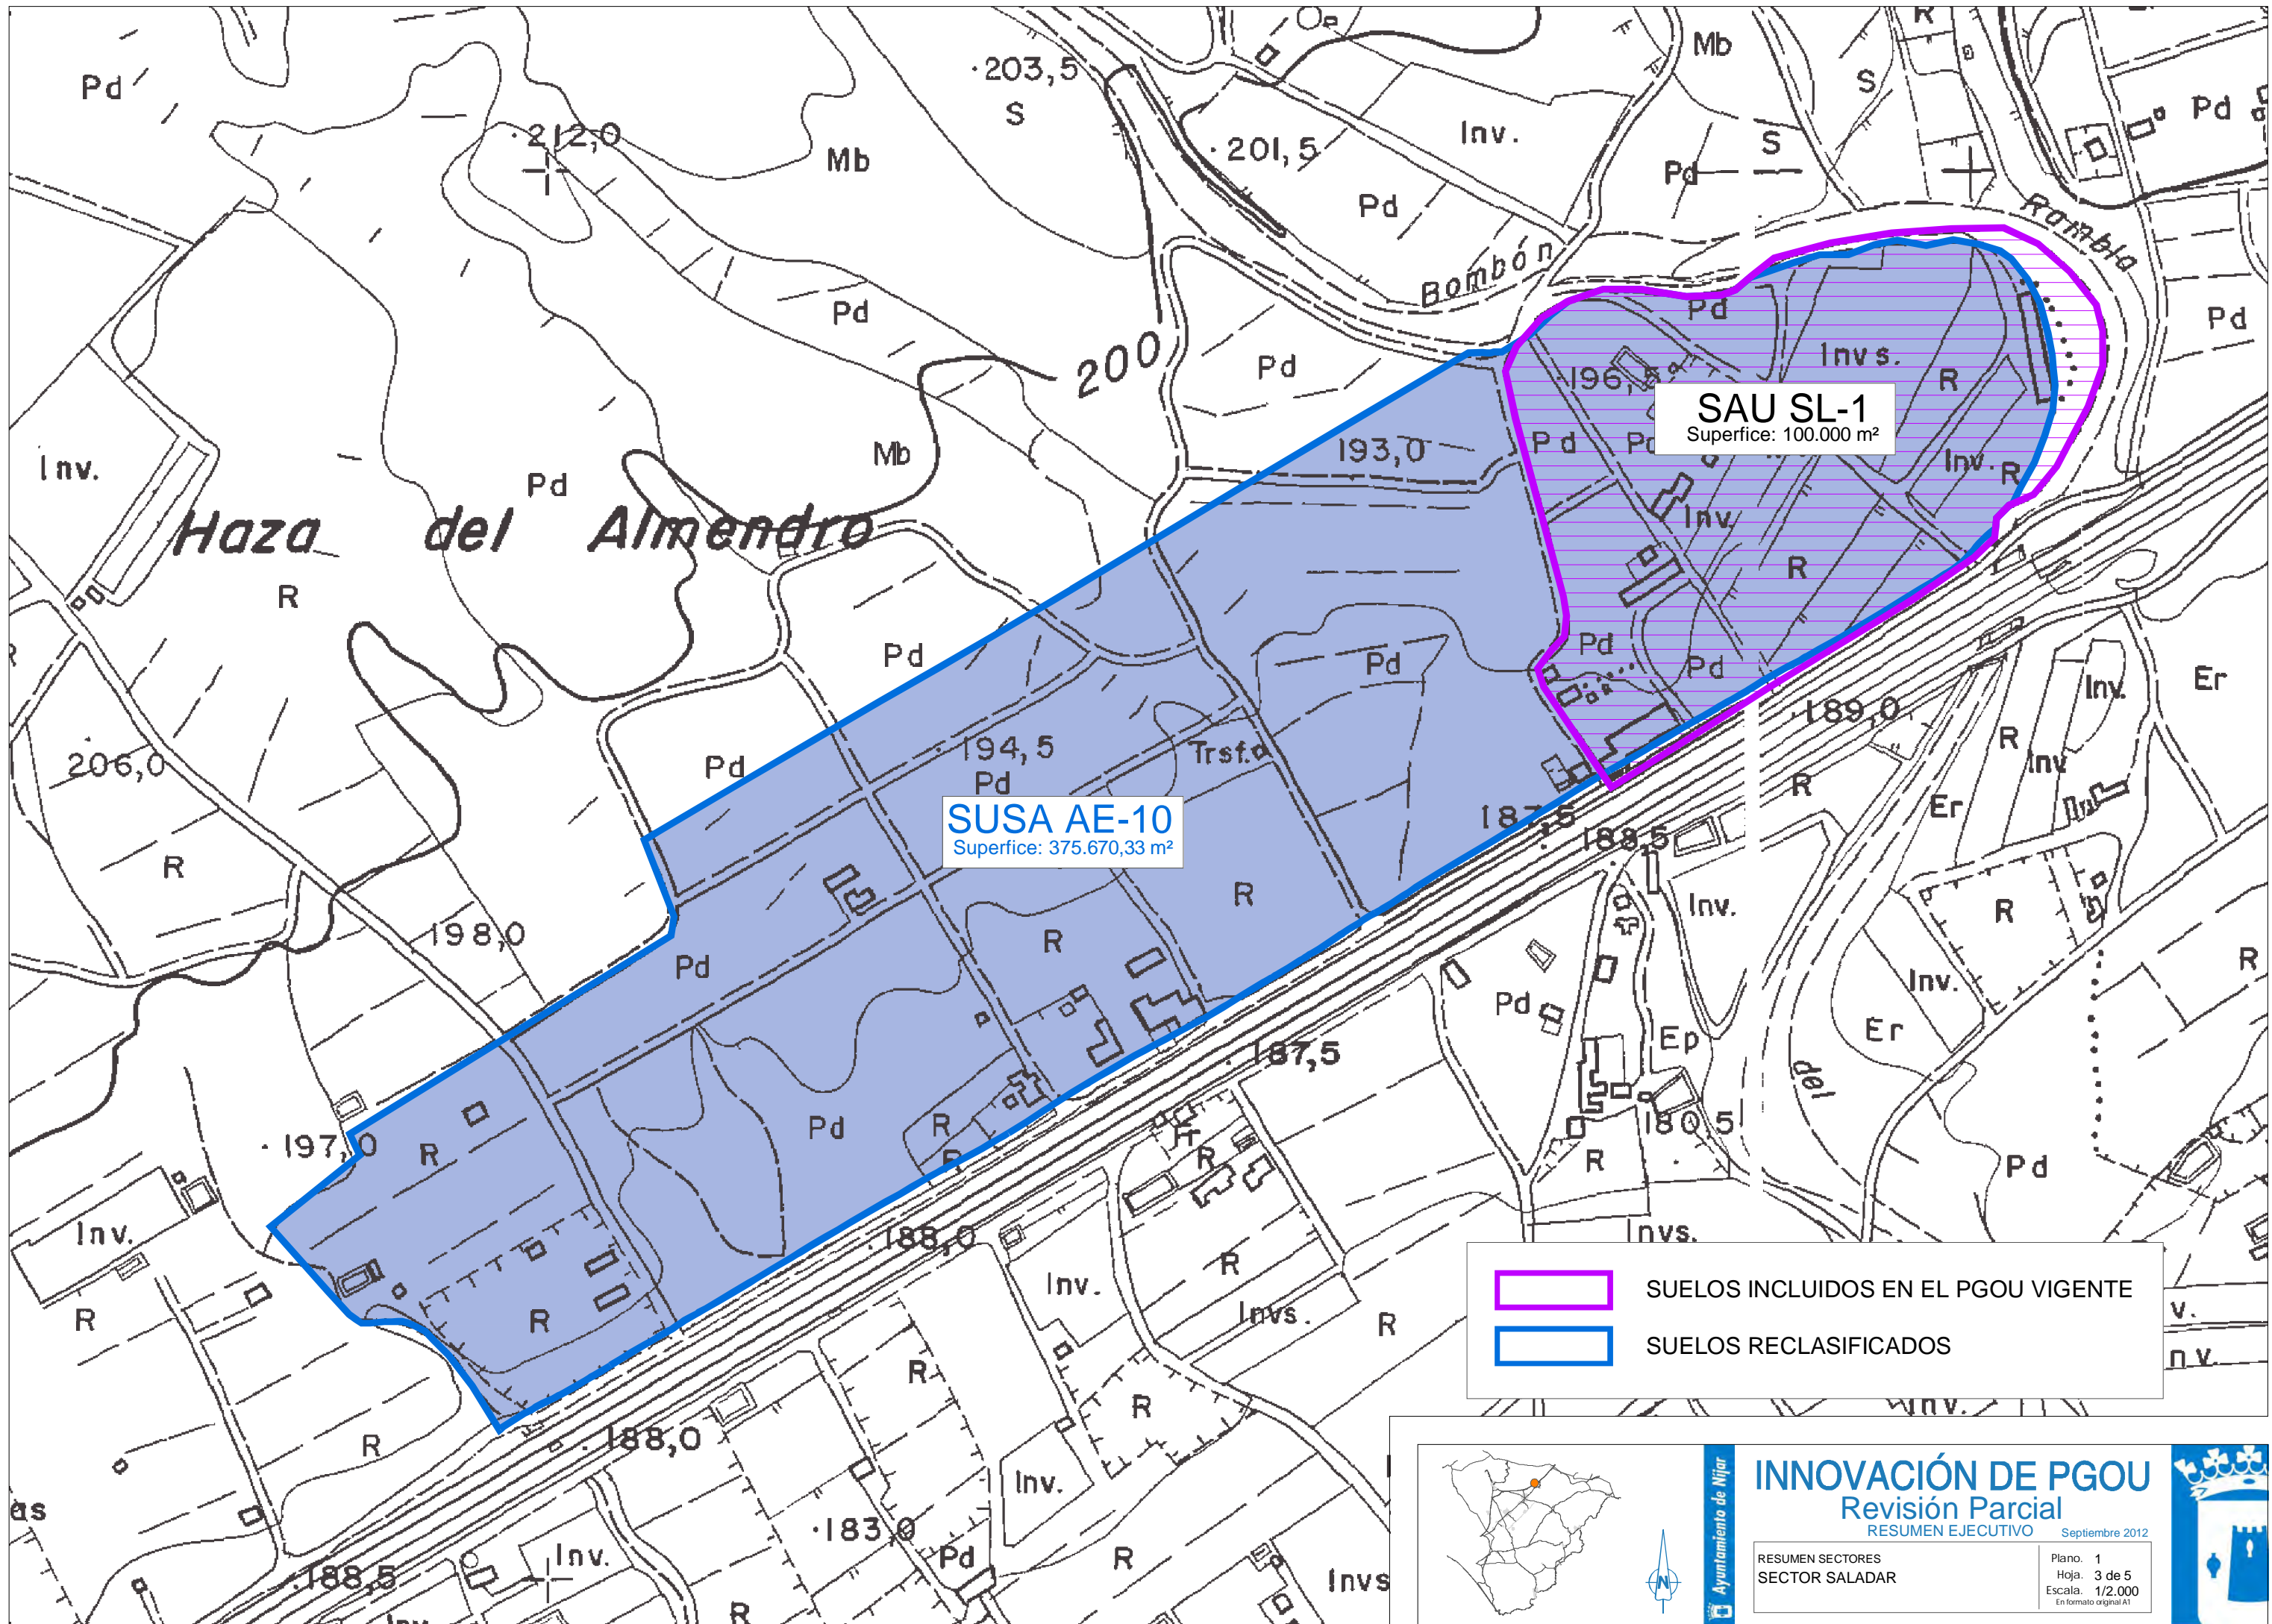 Pd
212,0
203,5
S
Mb
201,5
Inv.
Mb
S
R
Pd
S
Pd
Pd
Rambla
Bombón
Pd
200
Pd
Pd
Pd
Invs.
R
196,5
SAU SL-1
Superfice: 100.000 m²
Inv.
Pd
Mb
193,0
Pd
Inv. R
Haza del Almendro
Inv.
R
R
Pd
Pd
Pd
Pd
Er
Inv.
206,0
Pd
194,5
Pd
Trsf.
189,0
R
Inv
R
Er
SUSA AE-10
Superfice: 375.670,33 m²
187,5
188,5
R
R
Inv.
R
198,0
R
Pd
R
Inv.
Pd
Er
Ep
187,5
del
197,0
R
Pd
R
R
R
180,5
R
Pd
Inv.
188,0
Invs.
R
R
Inv.
Invs.
R
SUELOS INCLUIDOS EN EL PGOU VIGENTE
SUELOS RECLASIFICADOS
v.
R
R
R
188,0
Inv.
183,0
Pd
R
Invs
as
188,5
Inv.
R
Ayuntamiento de Níjar
INNOVACIÓN DE PGOU
Revisión Parcial
RESUMEN EJECUTIVO Septiembre 2012
RESUMEN SECTORES
SECTOR SALADAR
Plano. 1
Hoja. 3 de 5
Escala. 1/2.000
En formato original A1
N